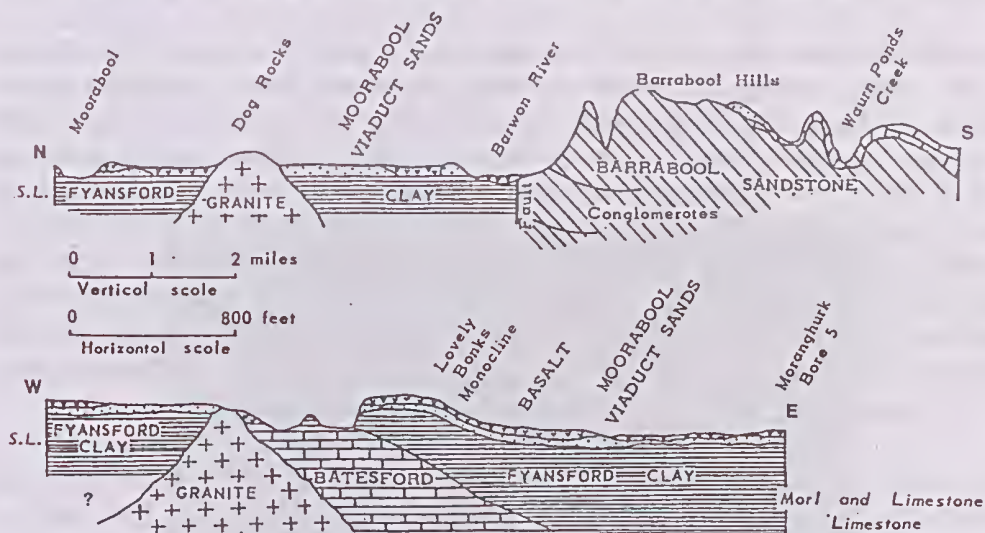 Moorabool
Dog Rocks
MOORABOOL
VIADUCT SANDS
Barwon River
Barrabool Hills
Waurn Ponds
Creek
N
S
S.L.
FYANSFORD
GRANITE
CLAY
Fault
BARRABOOL
SANDSTONE
Conglomerotes
0 1 2 miles
Verticol scole
0 800 feet
Horizontol scole
Lovely
Bonks
Monocline
BASALT
MOORABOOL
VIADUCT SANDS
Moranghurk
Bore 5
W
E
S.L.
FYANSFORD
CLAY
?
GRANITE
BATESFORD
FYANSFORD CLAY
Morl and Limestone
Limestone